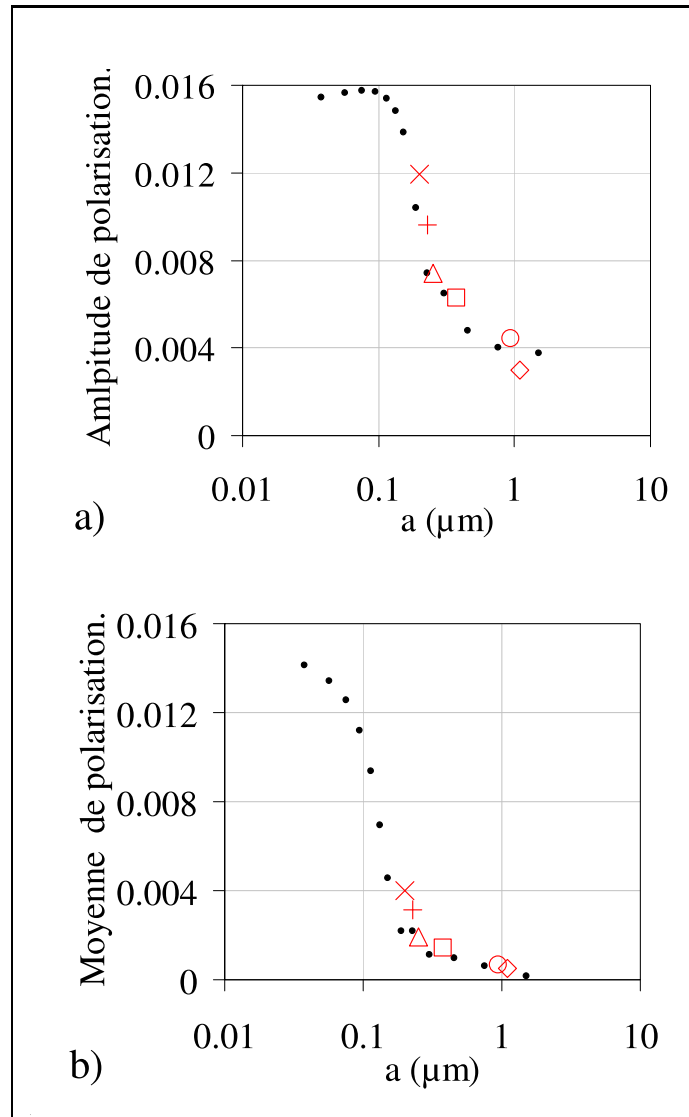 Amlpitude de polarisation.
0.016
0.012
0.008
0.004
0
0.01 0.1 1 10
a (µm)
a)
Moyenne de polarisation.
0.016
0.012
0.008
0.004
0
0.01 0.1 1 10
a (µm)
b)